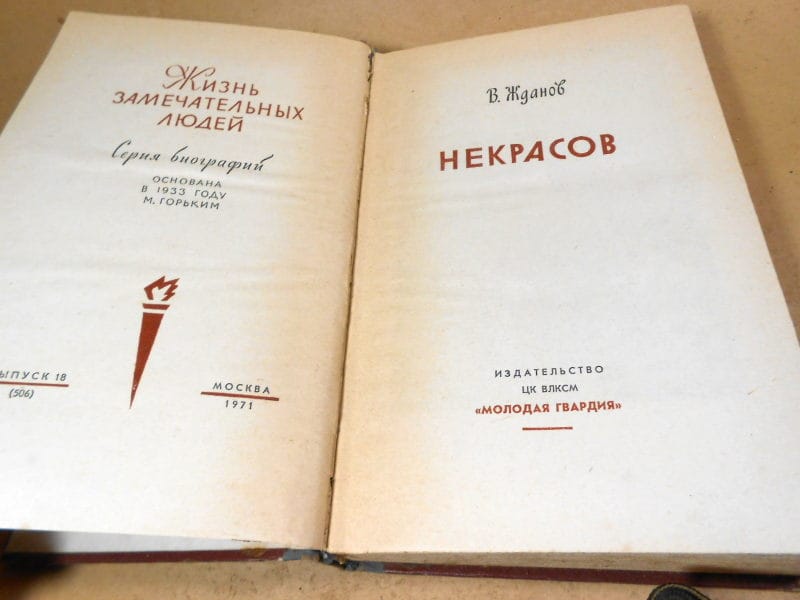 Жизнь
ЗАМЕЧАТЕЛЬНЫХ
ЛЮДЕЙ
Серия биографий
ОСНОВАНА
В 1933 ГОДУ
М. ГОРЬКИМ
ЫПУСК 18
(506)
МОСКВА
1971
В. Жданов
НЕКРАСОВ
ИЗДАТЕЛЬСТВО
ЦК ВЛКСМ
«МОЛОДАЯ ГВАРДИЯ»